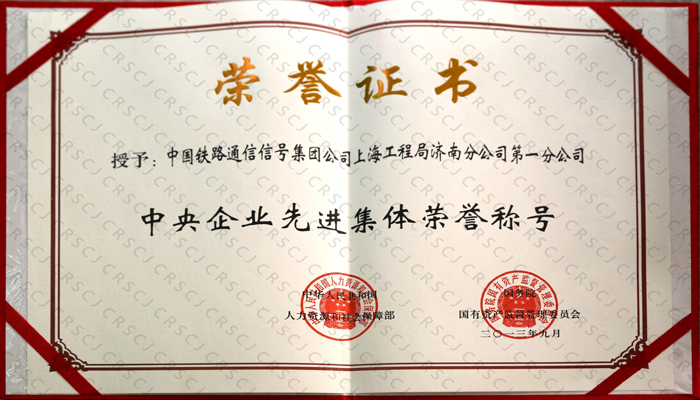 荣誉证书
授予：中国铁路通信信号集团公司上海工程局济南分公司第一分公司
中央企业先进集体荣誉称号
中华人民共和国
人力资源和社会保障部
国务院
国有资产监督管理委员会
二〇一三年九月
CRSCJ